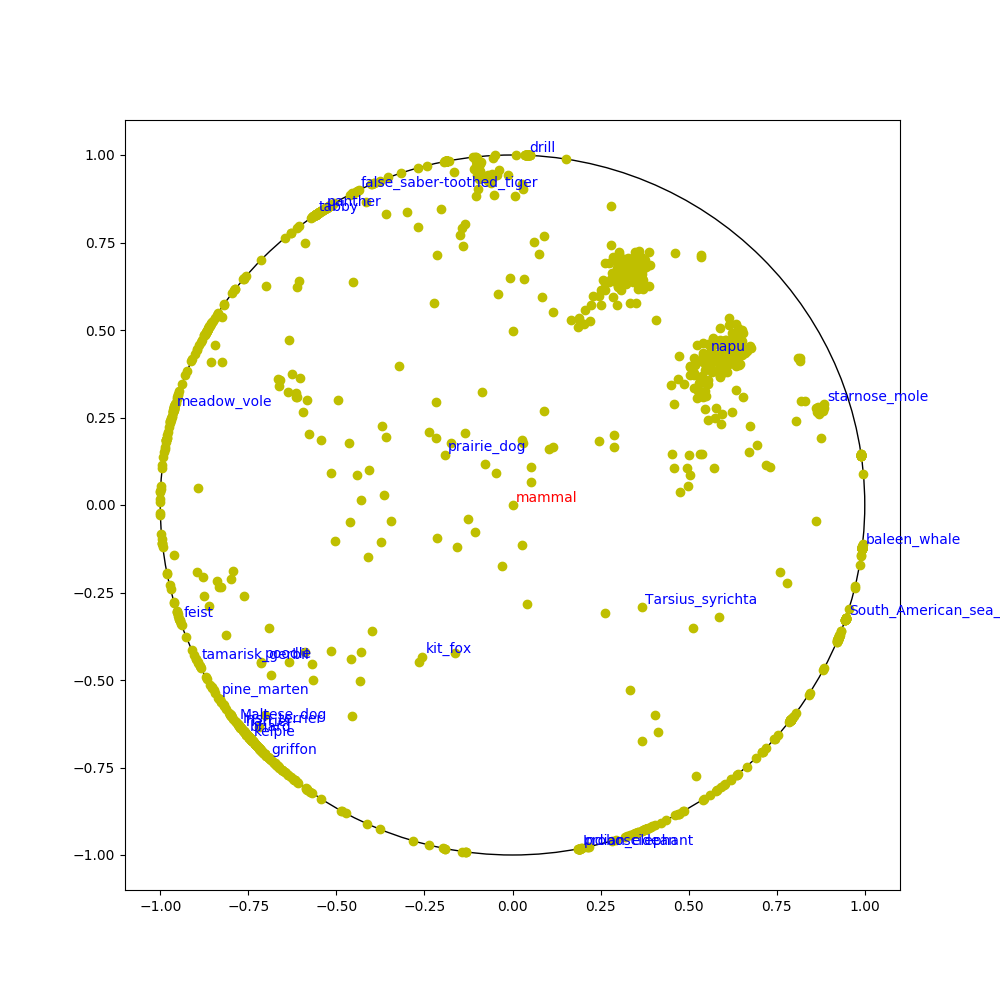 drill
1.00
false_saber-toothed_tiger
panther
tabby
0.75
0.50
napu
meadow_vole
starnose_mole
0.25
prairie_dog
mammal
0.00
baleen_whale
Tarsius_syrichta
−0.25
feist
South_American_sea_
tamarisk_gerbil
poodle
kit_fox
−0.50
pine_marten
Maltese_dog
Irish_terrier
briard
kelpie
griffon
−0.75
Indian_elephant
proboscidean
−1.00
−1.00 −0.75 −0.50 −0.25 0.00 0.25 0.50 0.75 1.00